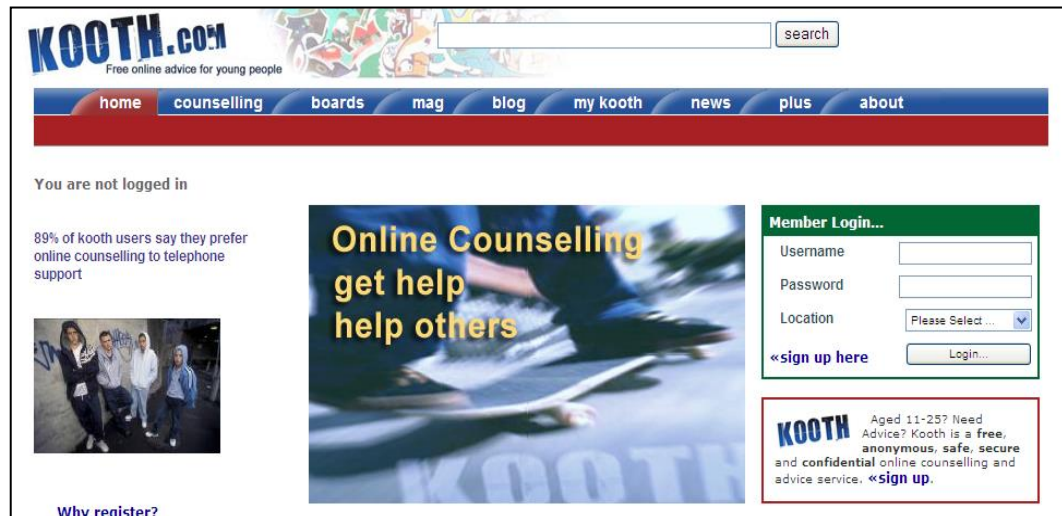 KOOTH.COM
Free online advice for young people
search
home counselling boards mag blog my kooth news plus about
You are not logged in
89% of kooth users say they prefer
online counselling to telephone
support
Why register?
Online Counselling
get help
help others
KOOTH
Member Login...
Username
Password
Location Please Select ...
«sign up here Login...
KOOTH Aged 11-25? Need
Advice? Kooth is a free,
anonymous, safe, secure
and confidential online counselling and
advice service. «sign up.